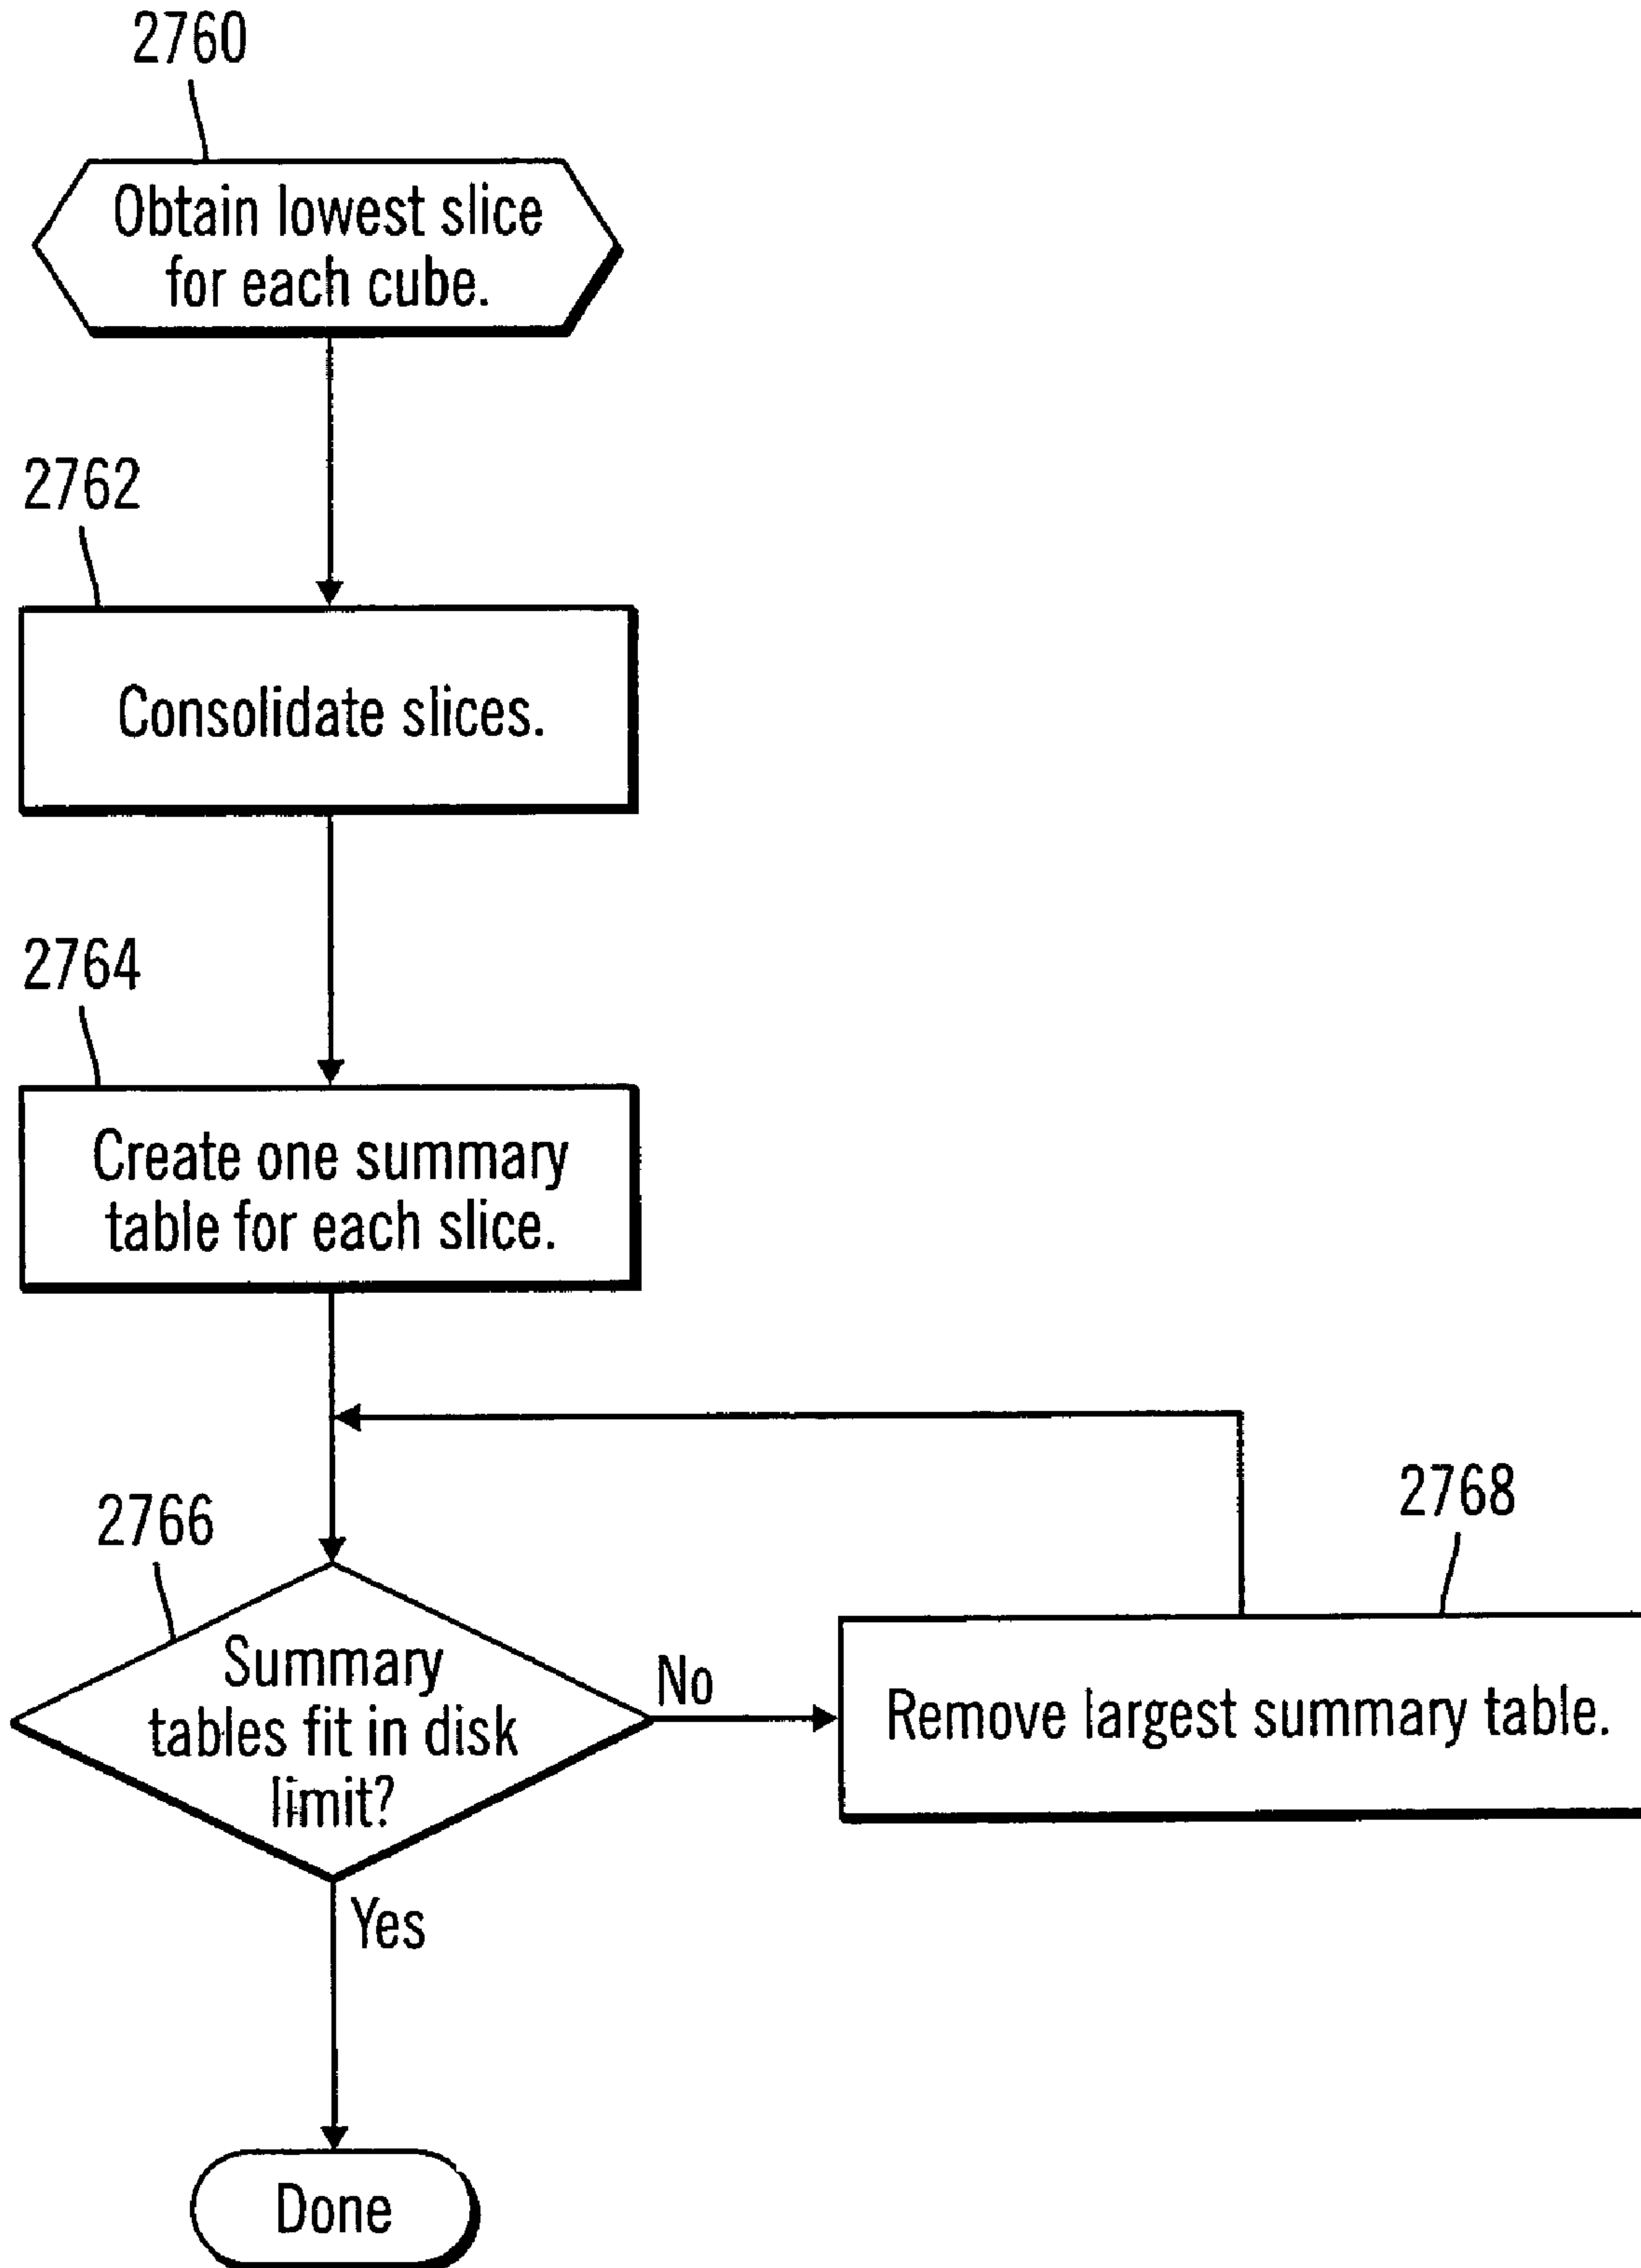 2760
Obtain lowest slice
for each cube.
2762
Consolidate slices.
2764
Create one summary
table for each slice.
2766
Summary
tables fit in disk
limit?
No
2768
Remove largest summary table.
Yes
Done